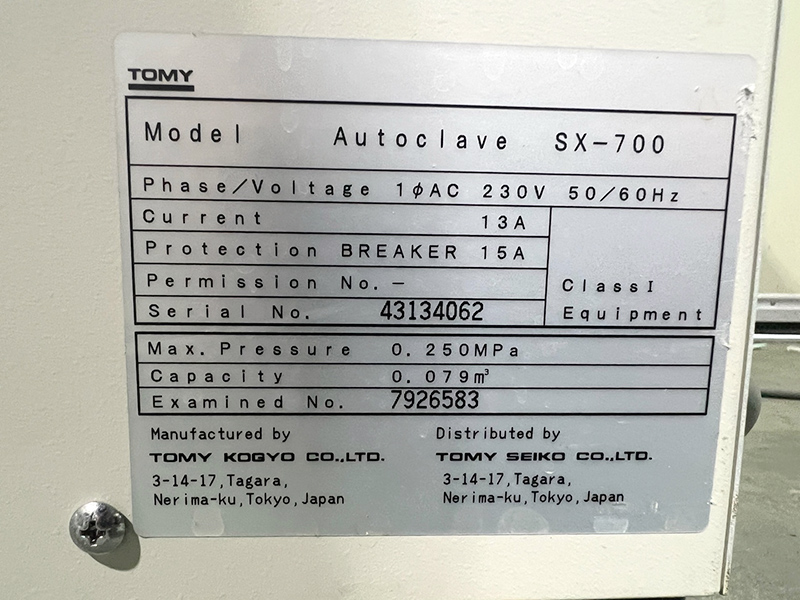 TOMY
Model Autoclave SX-700
Phase/Voltage 1φAC 230V 50/60Hz
Current 13A
Protection BREAKER 15A
Permission No. -
Serial No. 43134062
Class I
Equipment
Max. Pressure 0.250MPa
Capacity 0.079m³
Examined No. 7926583
Manufactured by
TOMY KOGYO CO.,LTD.
3-14-17,Tagara,
Nerima-ku,Tokyo,Japan
Distributed by
TOMY SEIKO CO.,LTD.
3-14-17,Tagara,
Nerima-ku,Tokyo,Japan